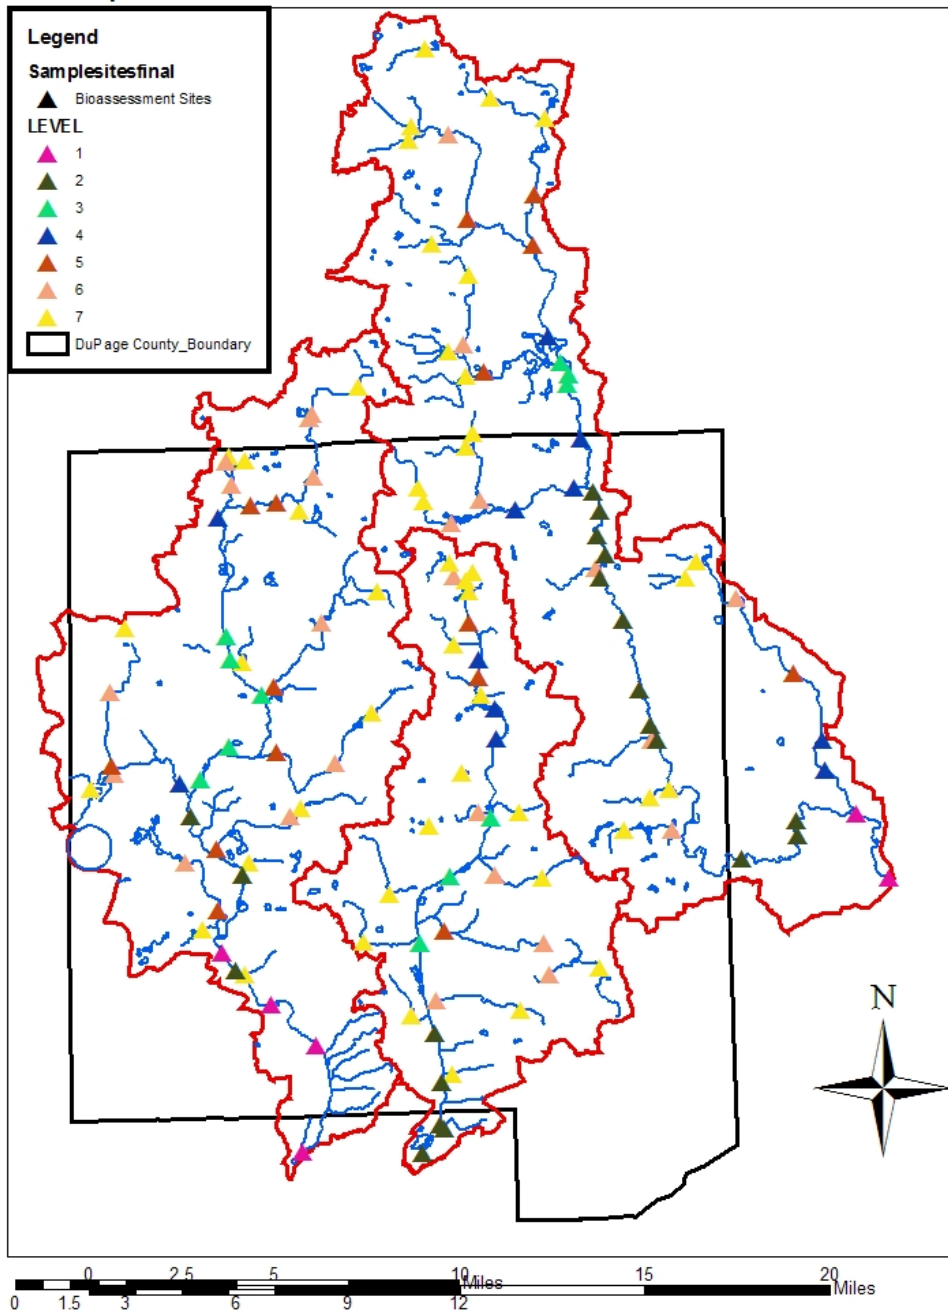 Legend
Samplesitesfinal
Bioassessment Sites
LEVEL
1
2
3
4
5
6
7
DuPage County_Boundary
N
0 2.5 5 10 15 20
Miles
Miles
0 1.5 3 6 9 12